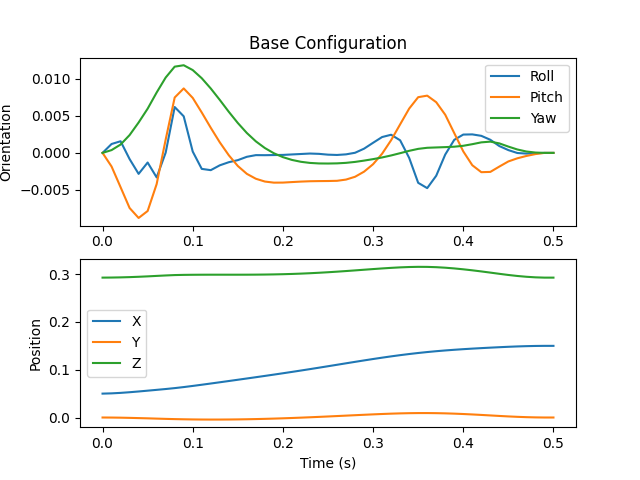 Base Configuration
Orientation
0.010
0.005
0.000
−0.005
Roll
Pitch
Yaw
0.0 0.1 0.2 0.3 0.4 0.5
Position
0.3
0.2
0.1
0.0
X
Y
Z
0.0 0.1 0.2 0.3 0.4 0.5
Time (s)